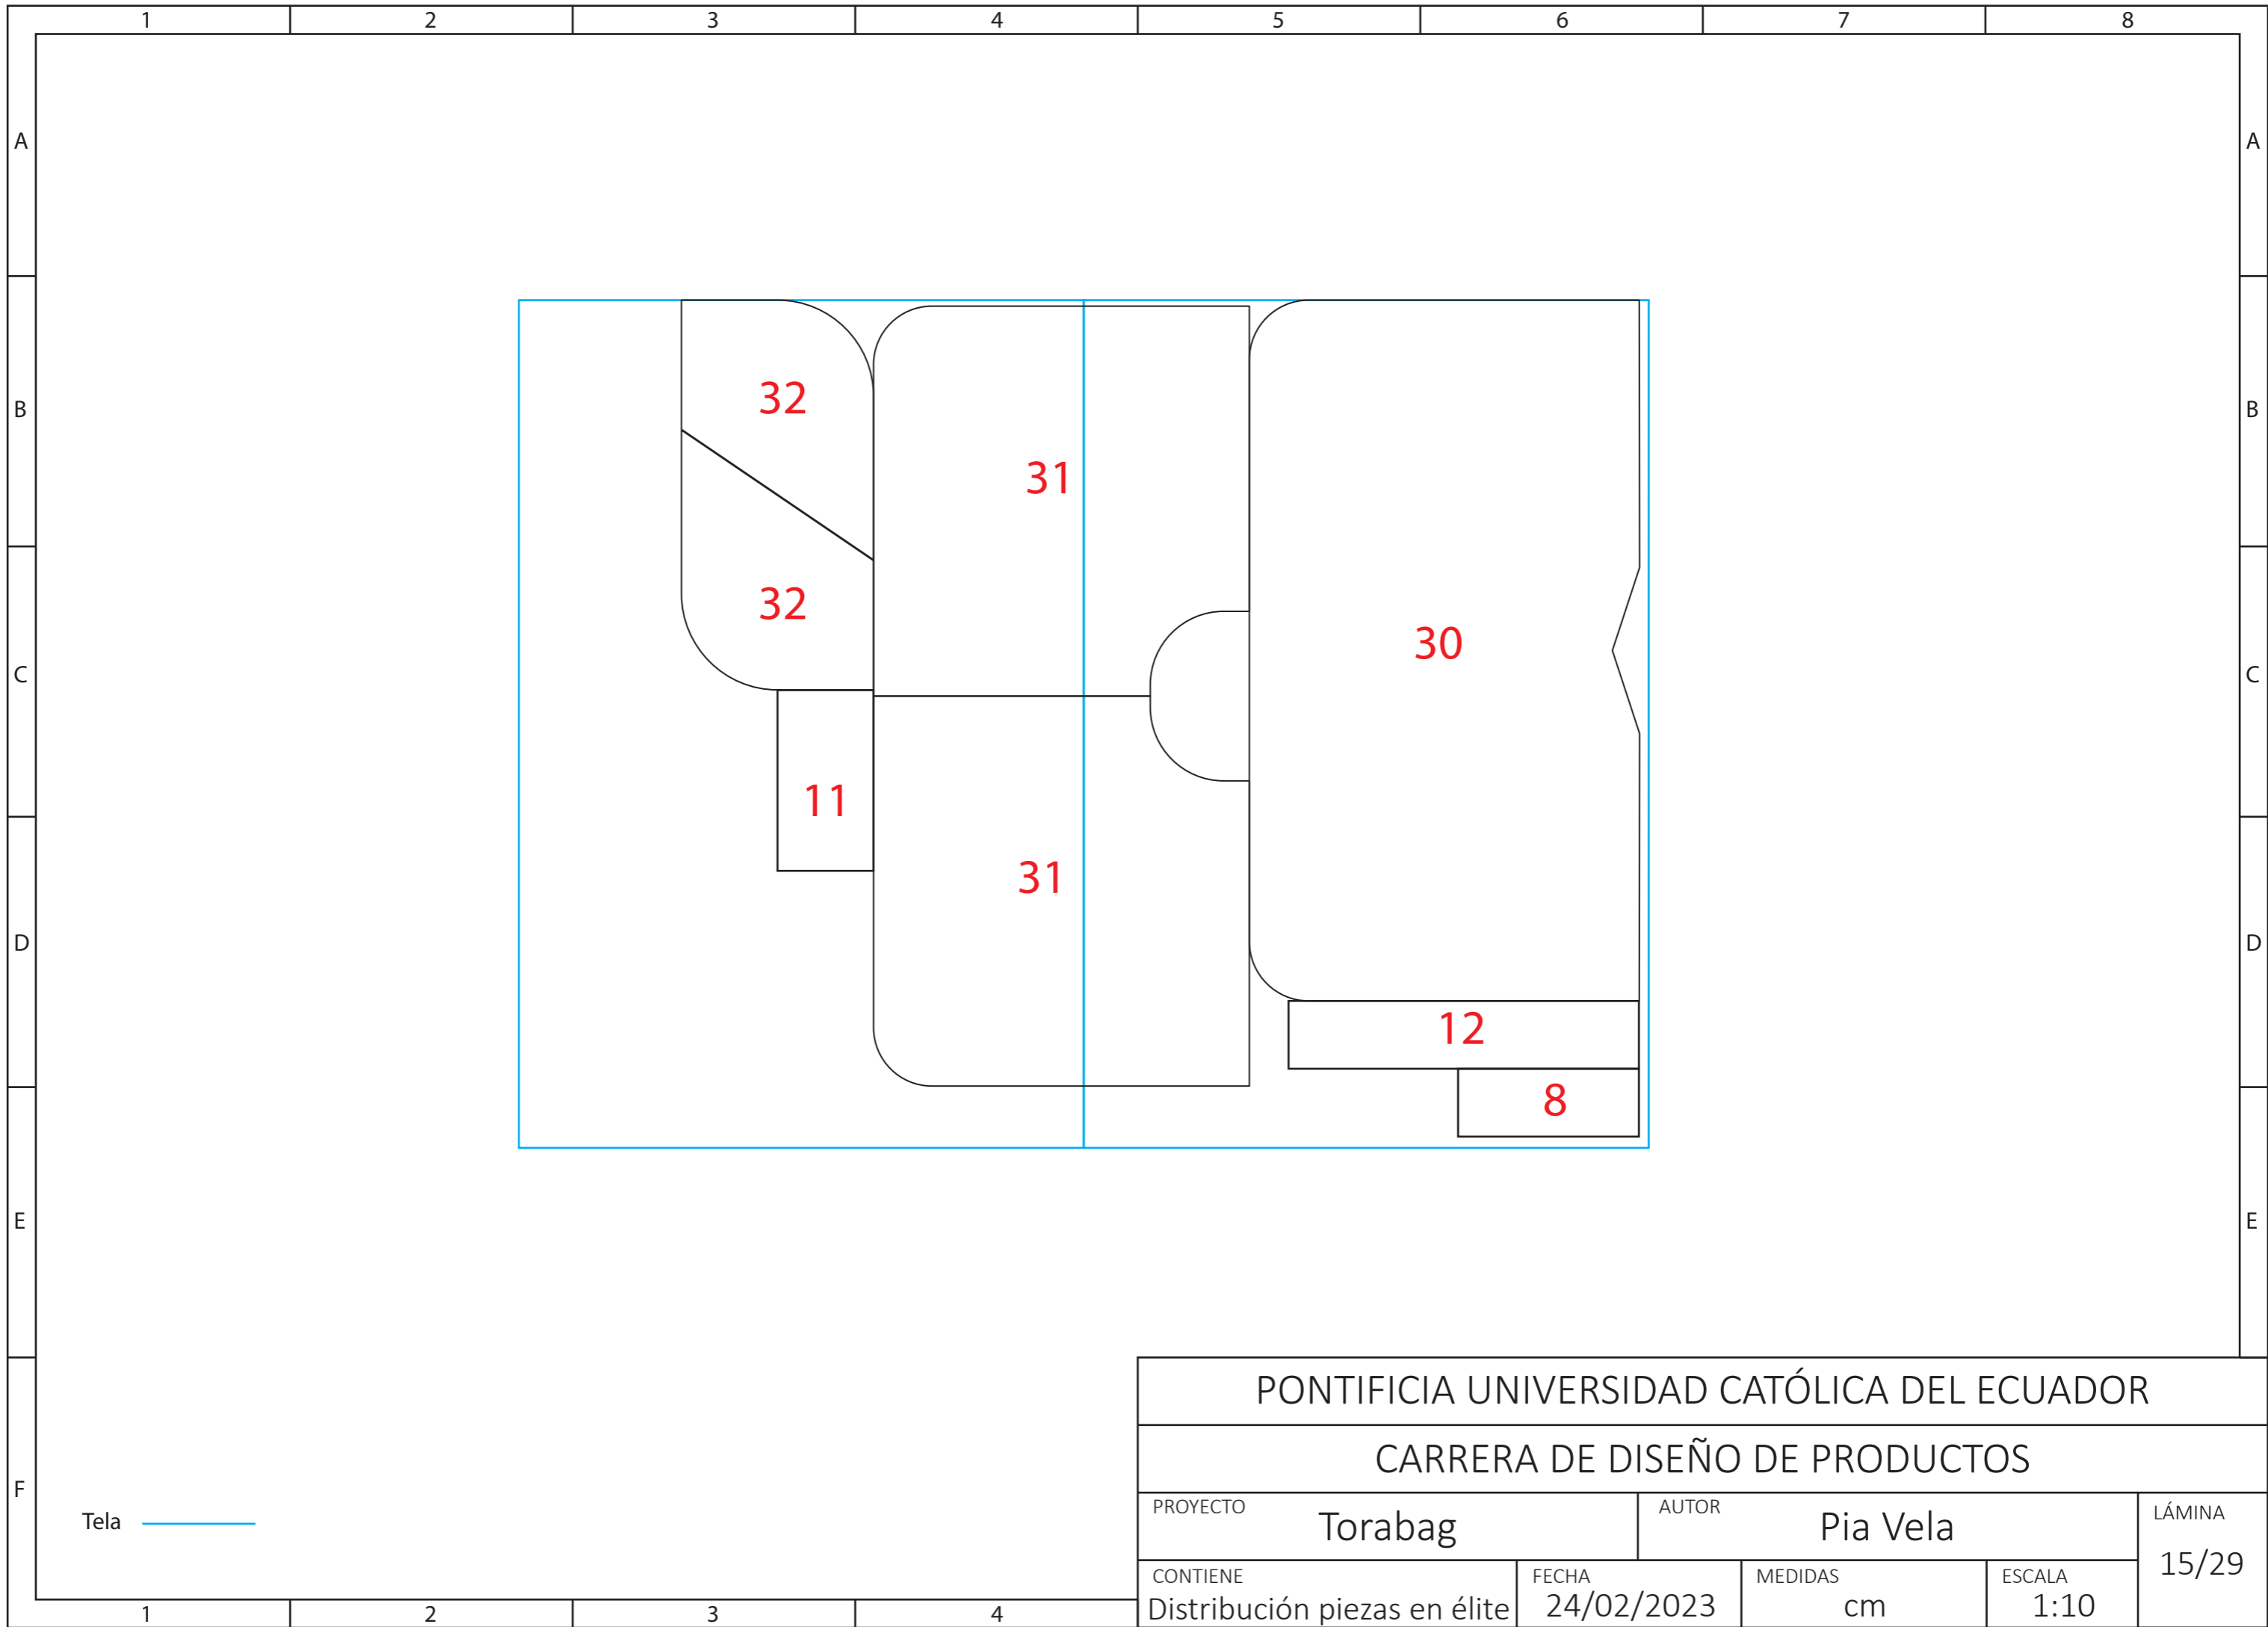 1 2 3 4 5 6 7 8
A A
32
B B
31
32
30
C C
11
31
D D
12
8
E E
PONTIFICIA UNIVERSIDAD CATÓLICA DEL ECUADOR
CARRERA DE DISEÑO DE PRODUCTOS
F
Tela
PROYECTO
Torabag
AUTOR
Pia Vela
LÁMINA
15/29
CONTIENE
Distribución piezas en élite
FECHA
24/02/2023
MEDIDAS
cm
ESCALA
1:10
1 2 3 4